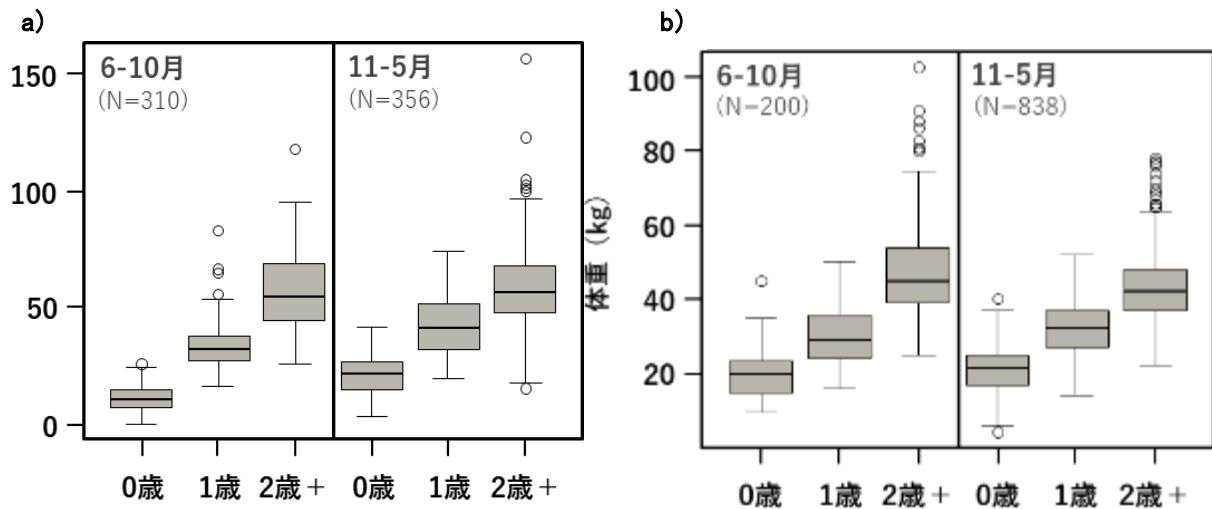 a)
6-10月
(N=310)
11-5月
(N=356)
150
100
50
0
0歳 1歳 2歳+ 0歳 1歳 2歳+
b)
体重 (kg)
6-10月
(N=200)
11-5月
(N=838)
100
80
60
40
20
0歳 1歳 2歳+ 0歳 1歳 2歳+